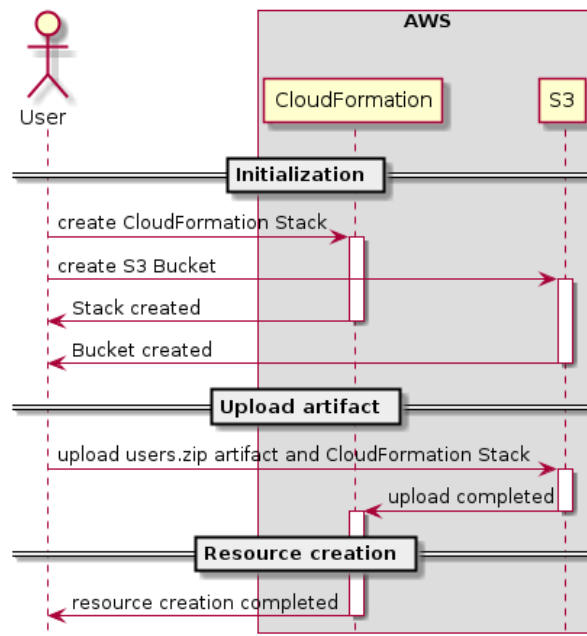 AWS
User
CloudFormation
S3
Initialization
create CloudFormation Stack
create S3 Bucket
Stack created
Bucket created
Upload artifact
upload users.zip artifact and CloudFormation Stack
upload completed
Resource creation
resource creation completed